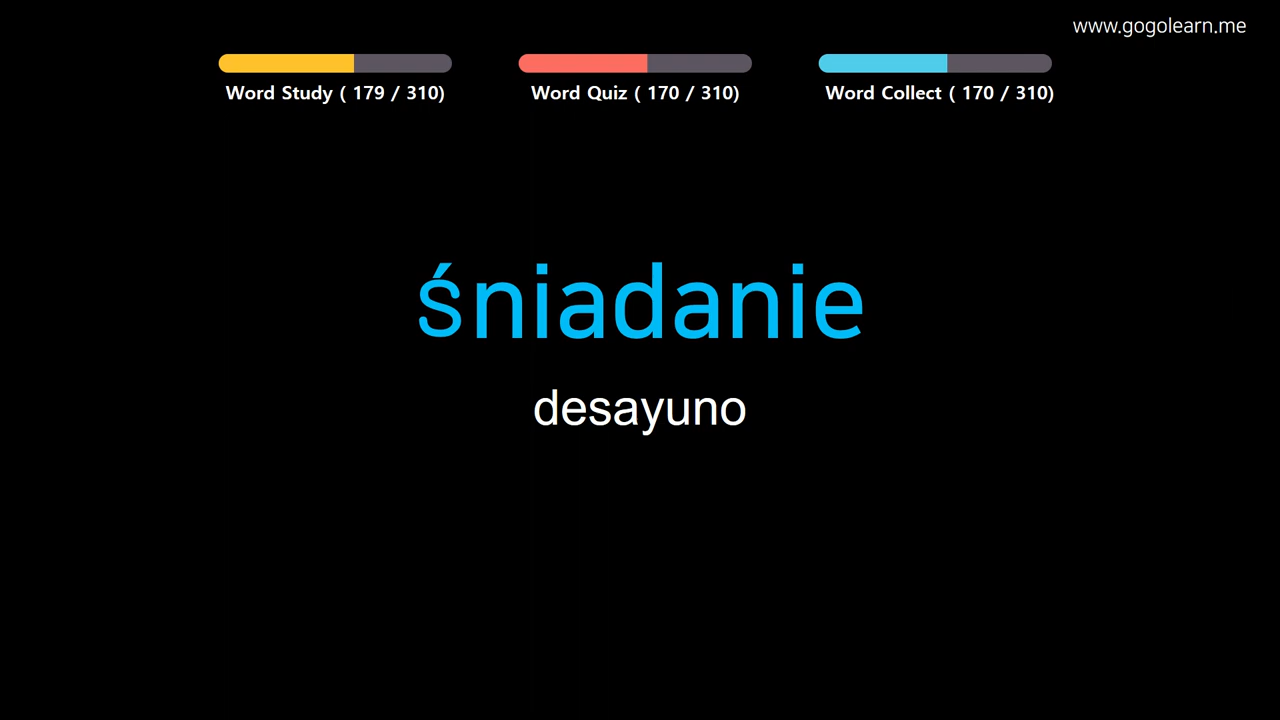 www.gogolearn.me
Word Study ( 179 / 310)
Word Quiz ( 170 / 310)
Word Collect ( 170 / 310)
śniadanie
desayuno